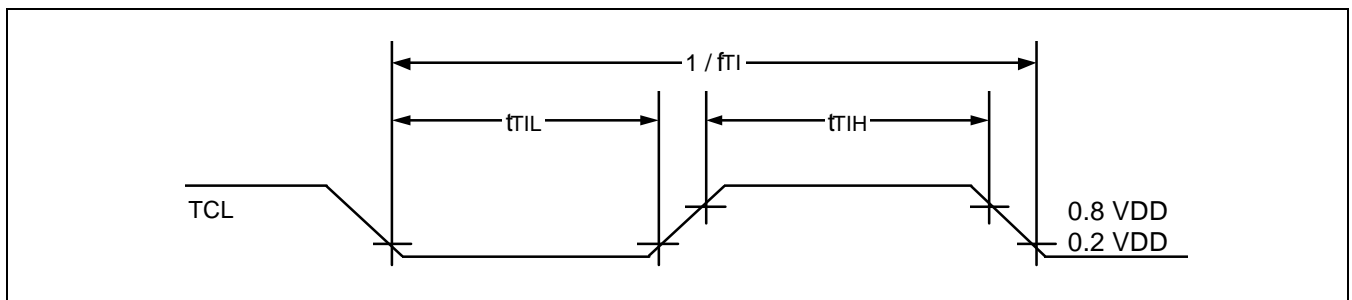 1 / fTI
tTIL
tTIH
TCL
0.8 VDD
0.2 VDD